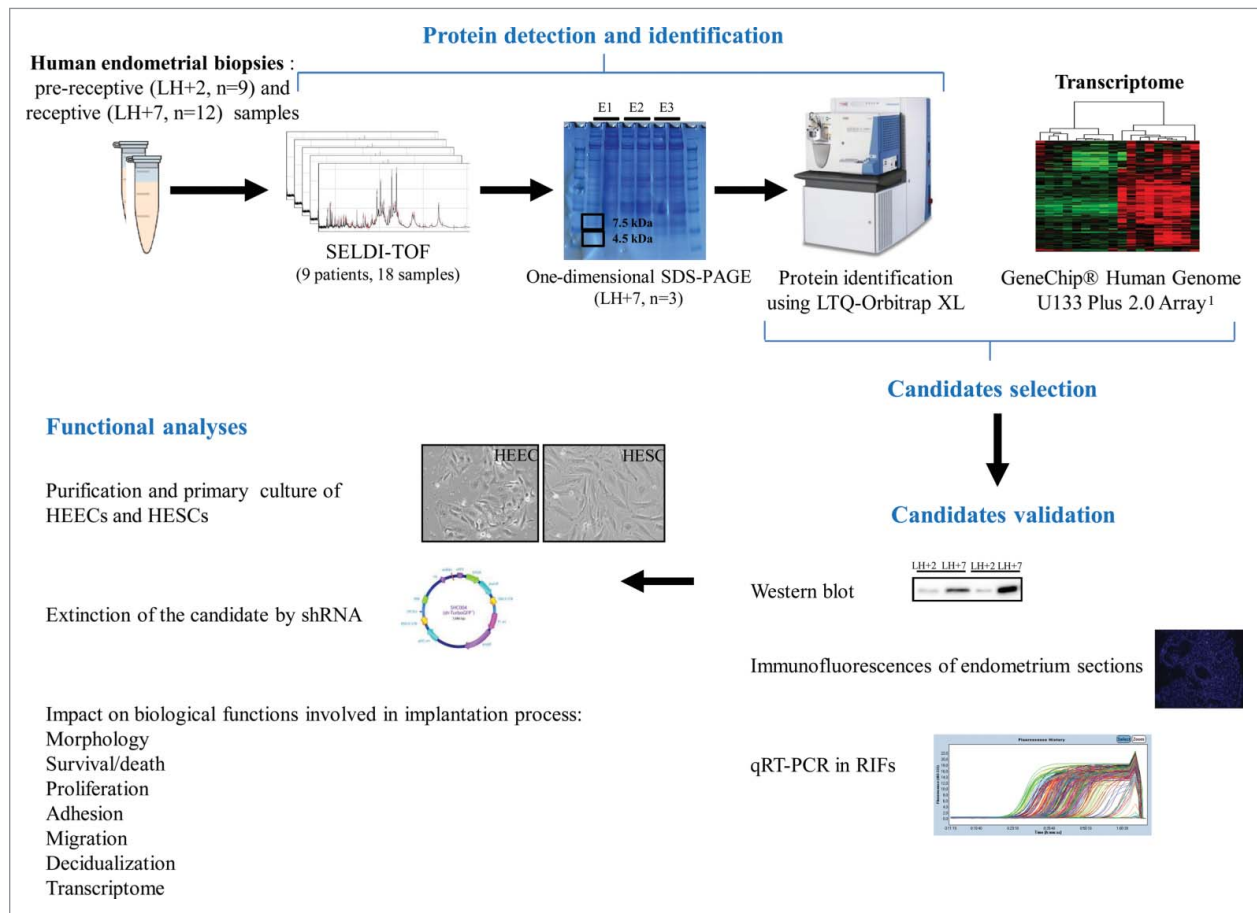 Protein detection and identification
Human endometrial biopsies :
pre-receptive (LH+2, n=9) and
receptive (LH+7, n=12) samples
E1 E2 E3
Transcriptome
7.5 kDa
4.5 kDa
SELDI-TOF
(9 patients, 18 samples)
One-dimensional SDS-PAGE
(LH+7, n=3)
Protein identification
using LTQ-Orbitrap XL
GeneChip® Human Genome
U133 Plus 2.0 Array¹
Candidates selection
Functional analyses
HEEC
HESC
Purification and primary culture of
HEECs and HESCs
Candidates validation
LH+2 LH+7 LH+2 LH+7
Western blot
Extinction of the candidate by shRNA
Immunofluorescences of endometrium sections
Impact on biological functions involved in implantation process:
Morphology
Survival/death
Proliferation
Adhesion
Migration
Decidualization
Transcriptome
Fluorescence History
qRT-PCR in RIFs